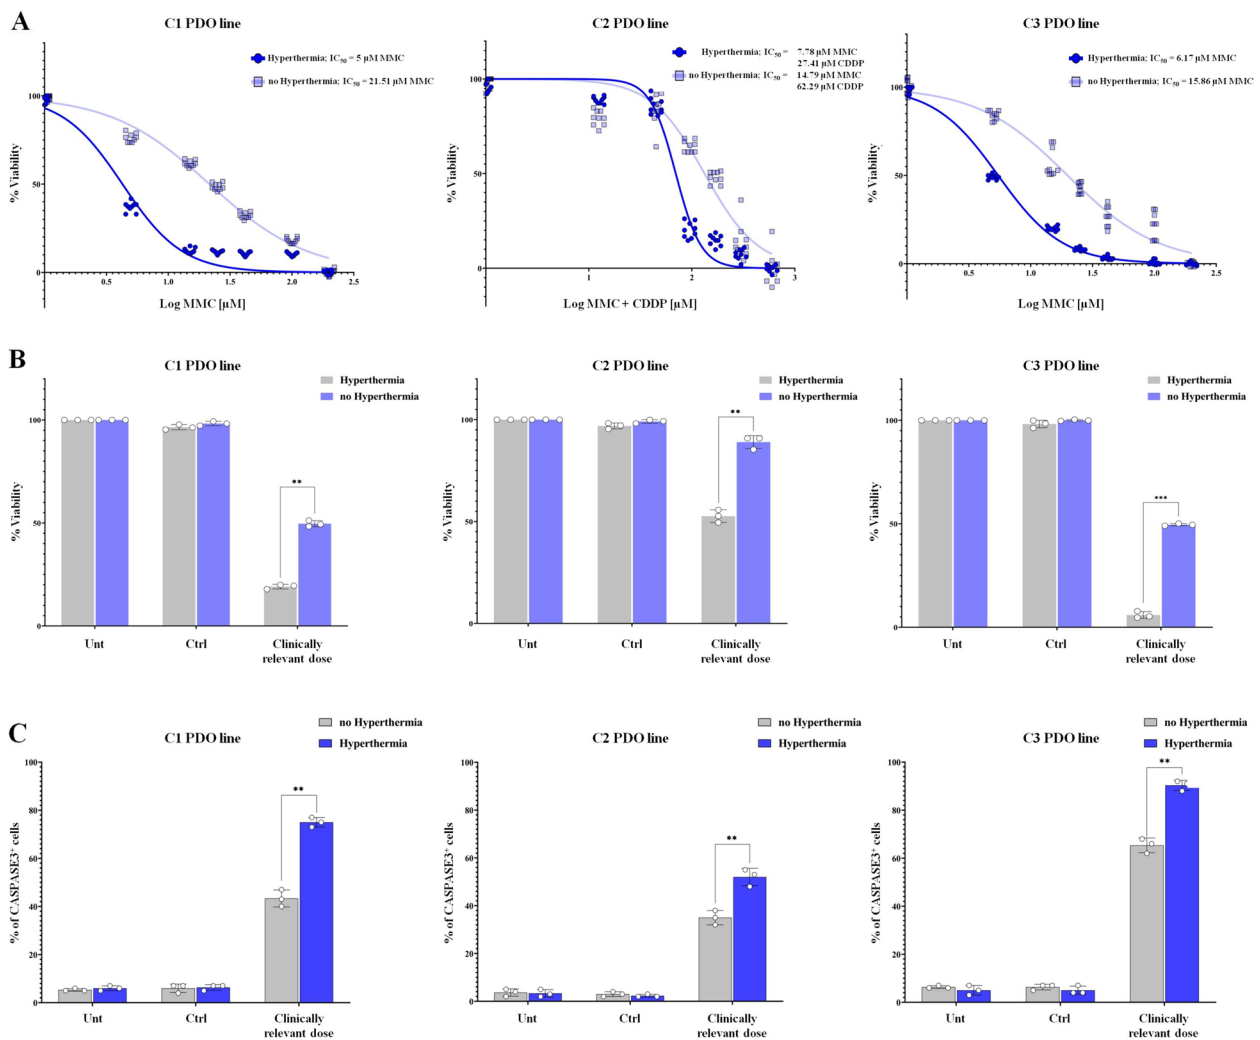 A
C1 PDO line
Hyperthermia; IC50 = 5 µM MMC
no Hyperthermia; IC50 = 21.51 µM MMC
% Viability
100
50
0
0.5
1.0
1.5
2.0
2.5
Log MMC [µM]
C2 PDO line
Hyperthermia; IC50 = 7.78 µM MMC
27.41 µM CDDP
no Hyperthermia; IC50 = 14.79 µM MMC
62.29 µM CDDP
% Viability
100
50
0
1
2
3
Log MMC + CDDP [µM]
C3 PDO line
Hyperthermia; IC50 = 6.17 µM MMC
no Hyperthermia; IC50 = 15.86 µM MMC
% Viability
100
50
0
0.5
1.0
1.5
2.0
2.5
Log MMC [µM]
B
C1 PDO line
Hyperthermia
no Hyperthermia
% Viability
100
50
0
**
Unt
Ctrl
Clinically
relevant dose
C2 PDO line
Hyperthermia
no Hyperthermia
% Viability
100
50
0
**
Unt
Ctrl
Clinically
relevant dose
C3 PDO line
Hyperthermia
no Hyperthermia
% Viability
100
50
0
***
Unt
Ctrl
Clinically
relevant dose
C
C1 PDO line
no Hyperthermia
Hyperthermia
% of CASPASE3+ cells
100
80
60
40
20
0
**
Unt
Ctrl
Clinically
relevant dose
C2 PDO line
no Hyperthermia
Hyperthermia
% of CASPASE3+ cells
100
80
60
40
20
0
**
Unt
Ctrl
Clinically
relevant dose
C3 PDO line
no Hyperthermia
Hyperthermia
% of CASPASE3+ cells
100
80
60
40
20
0
**
Unt
Ctrl
Clinically
relevant dose